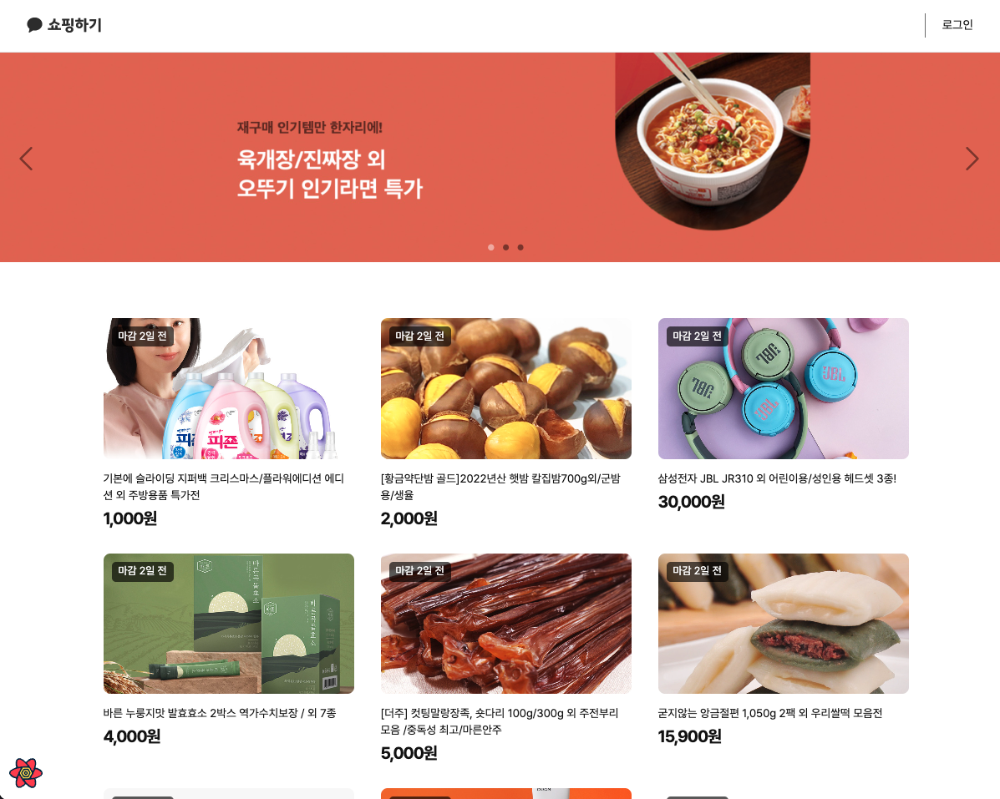 쇼핑하기
로그인
재구매 인기템만 한자리에!
육개장/진짜장 외
오뚜기 인기라면 특가
마감 2일 전
마감 2일 전
마감 2일 전
피즌
JBL
JBL
JBL
JBL
기본에 슬라이딩 지퍼백 크리스마스/플라워에디션 에디
션 외 주방용품 특가전
1,000원
[황금약단밤 골드]2022년산 햇밤 칼집밤700g외/군밤
용/생율
2,000원
삼성전자 JBL JR310 외 어린이용/성인용 헤드셋 3종!
30,000원
마감 2일 전
마감 2일 전
마감 2일 전
바른 누룽지맛 발효효소 2박스 역가수치보장 / 외 7종
4,000원
[더주] 컷팅말랑장족, 숏다리 100g/300g 외 주전부리
모음 /중독성 최고/마른안주
5,000원
굳지않는 앙금절편 1,050g 2팩 외 우리쌀떡 모음전
15,900원